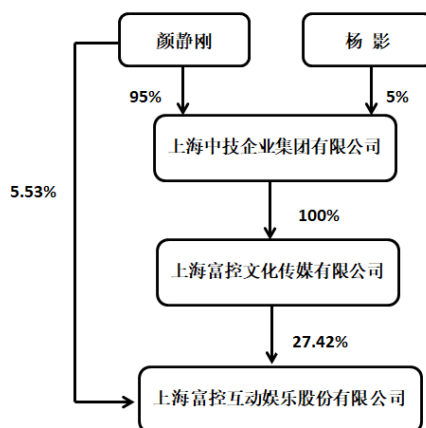 颜静刚
杨 影
95%
5%
上海中技企业集团有限公司
5.53%
100%
上海富控文化传媒有限公司
27.42%
上海富控互动娱乐股份有限公司